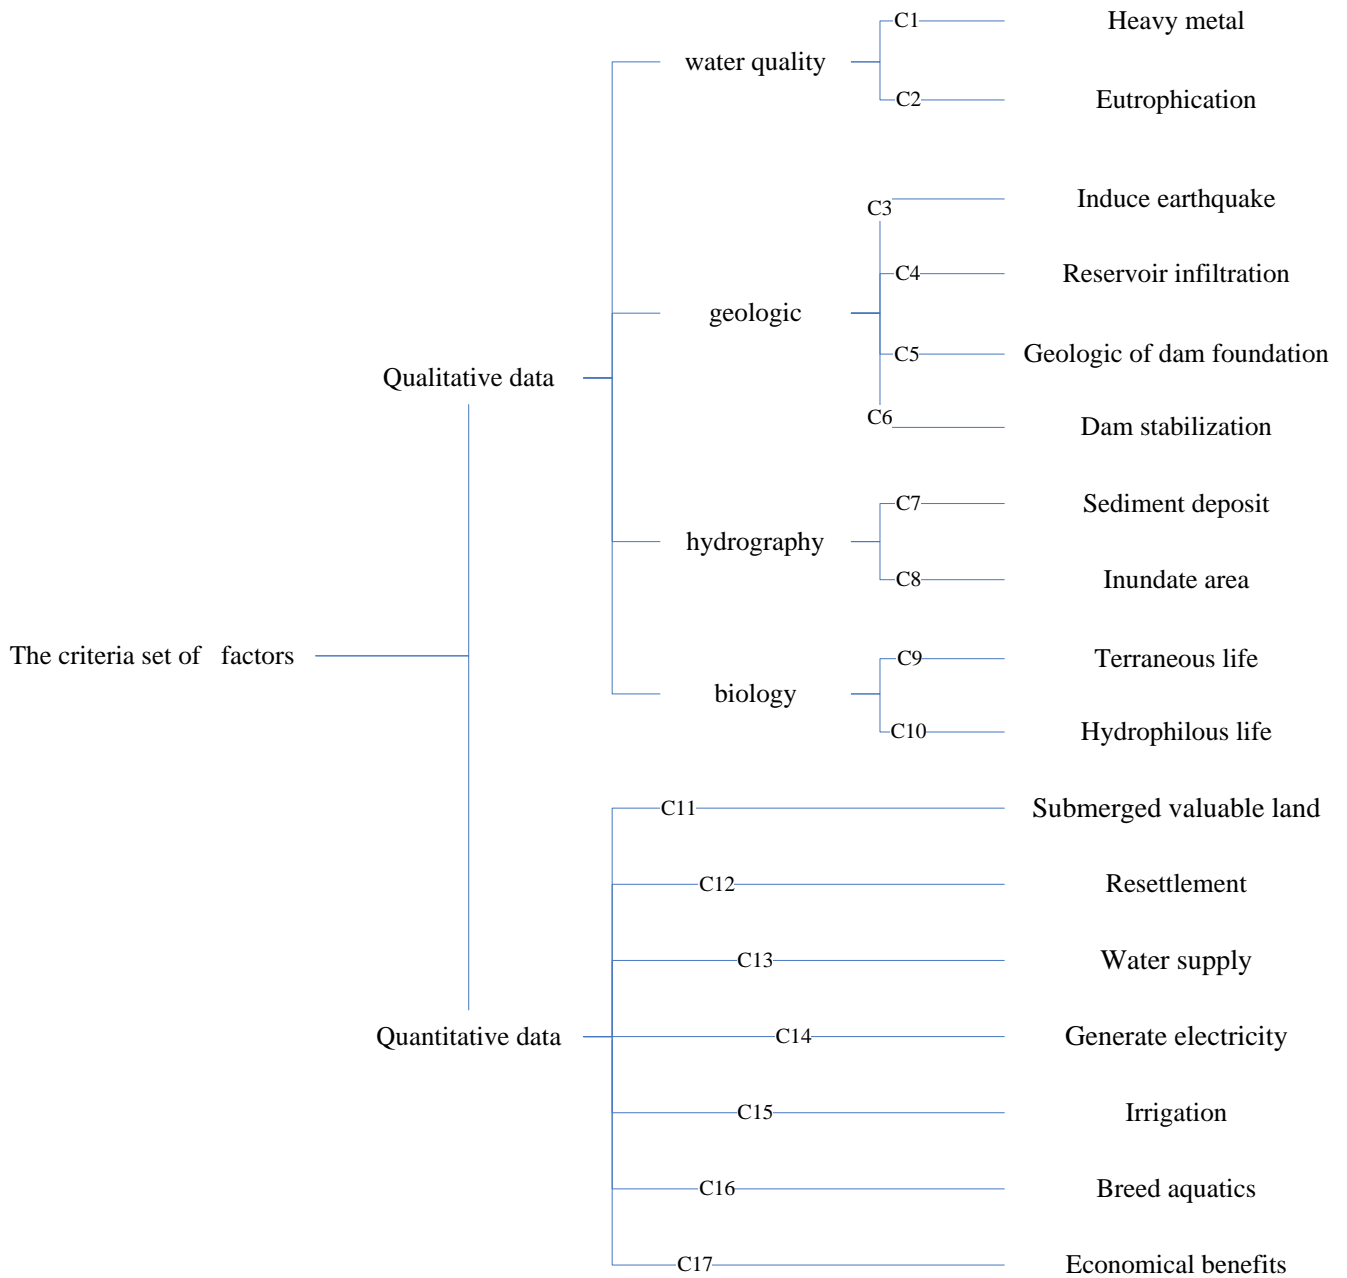 C1
Heavy metal
water quality
C2
Eutrophication
Induce earthquake
C3
C4
Reservoir infiltration
geologic
C5
Geologic of dam foundation
Qualitative data
C6
Dam stabilization
C7
Sediment deposit
hydrography
C8
Inundate area
The criteria set of factors
C9
Terraneous life
biology
C10
Hydrophilous life
C11
Submerged valuable land
C12
Resettlement
C13
Water supply
Quantitative data
C14
Generate electricity
C15
Irrigation
C16
Breed aquatics
C17
Economical benefits